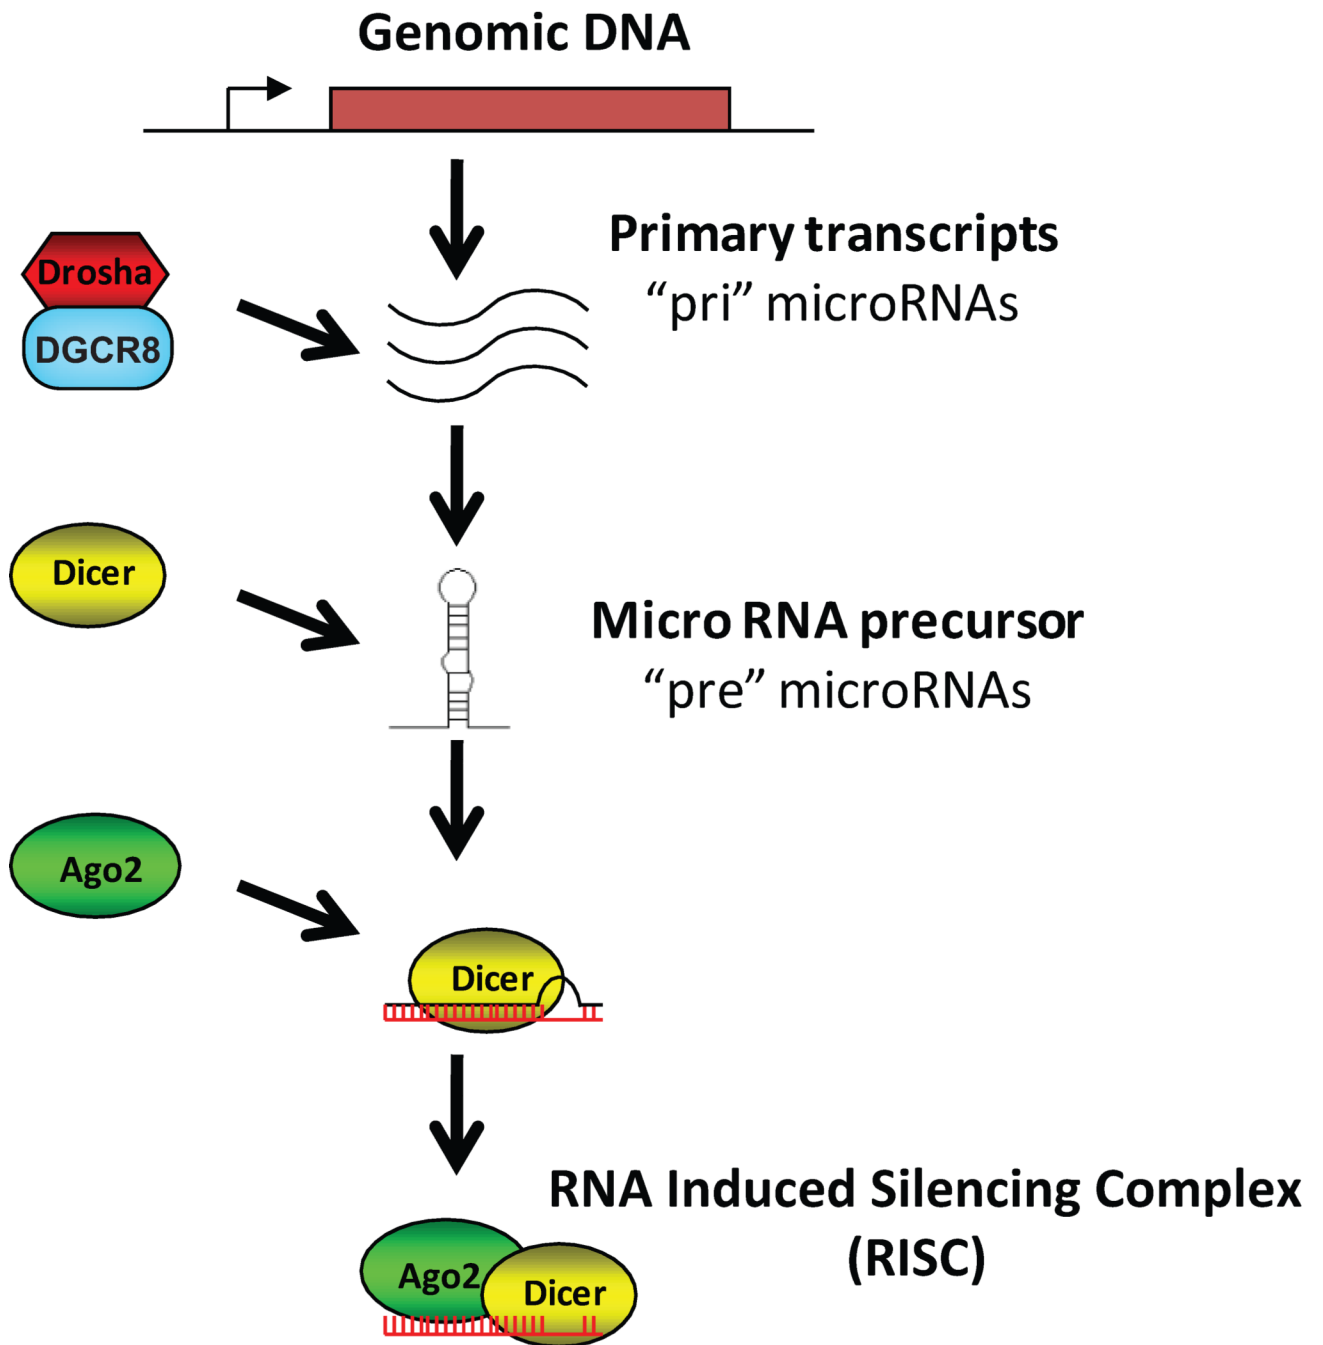 Genomic DNA
Primary transcripts
“pri” microRNAs
Drosha
DGCR8
Dicer
Micro RNA precursor
“pre” microRNAs
Ago2
Dicer
RNA Induced Silencing Complex
(RISC)
Ago2
Dicer